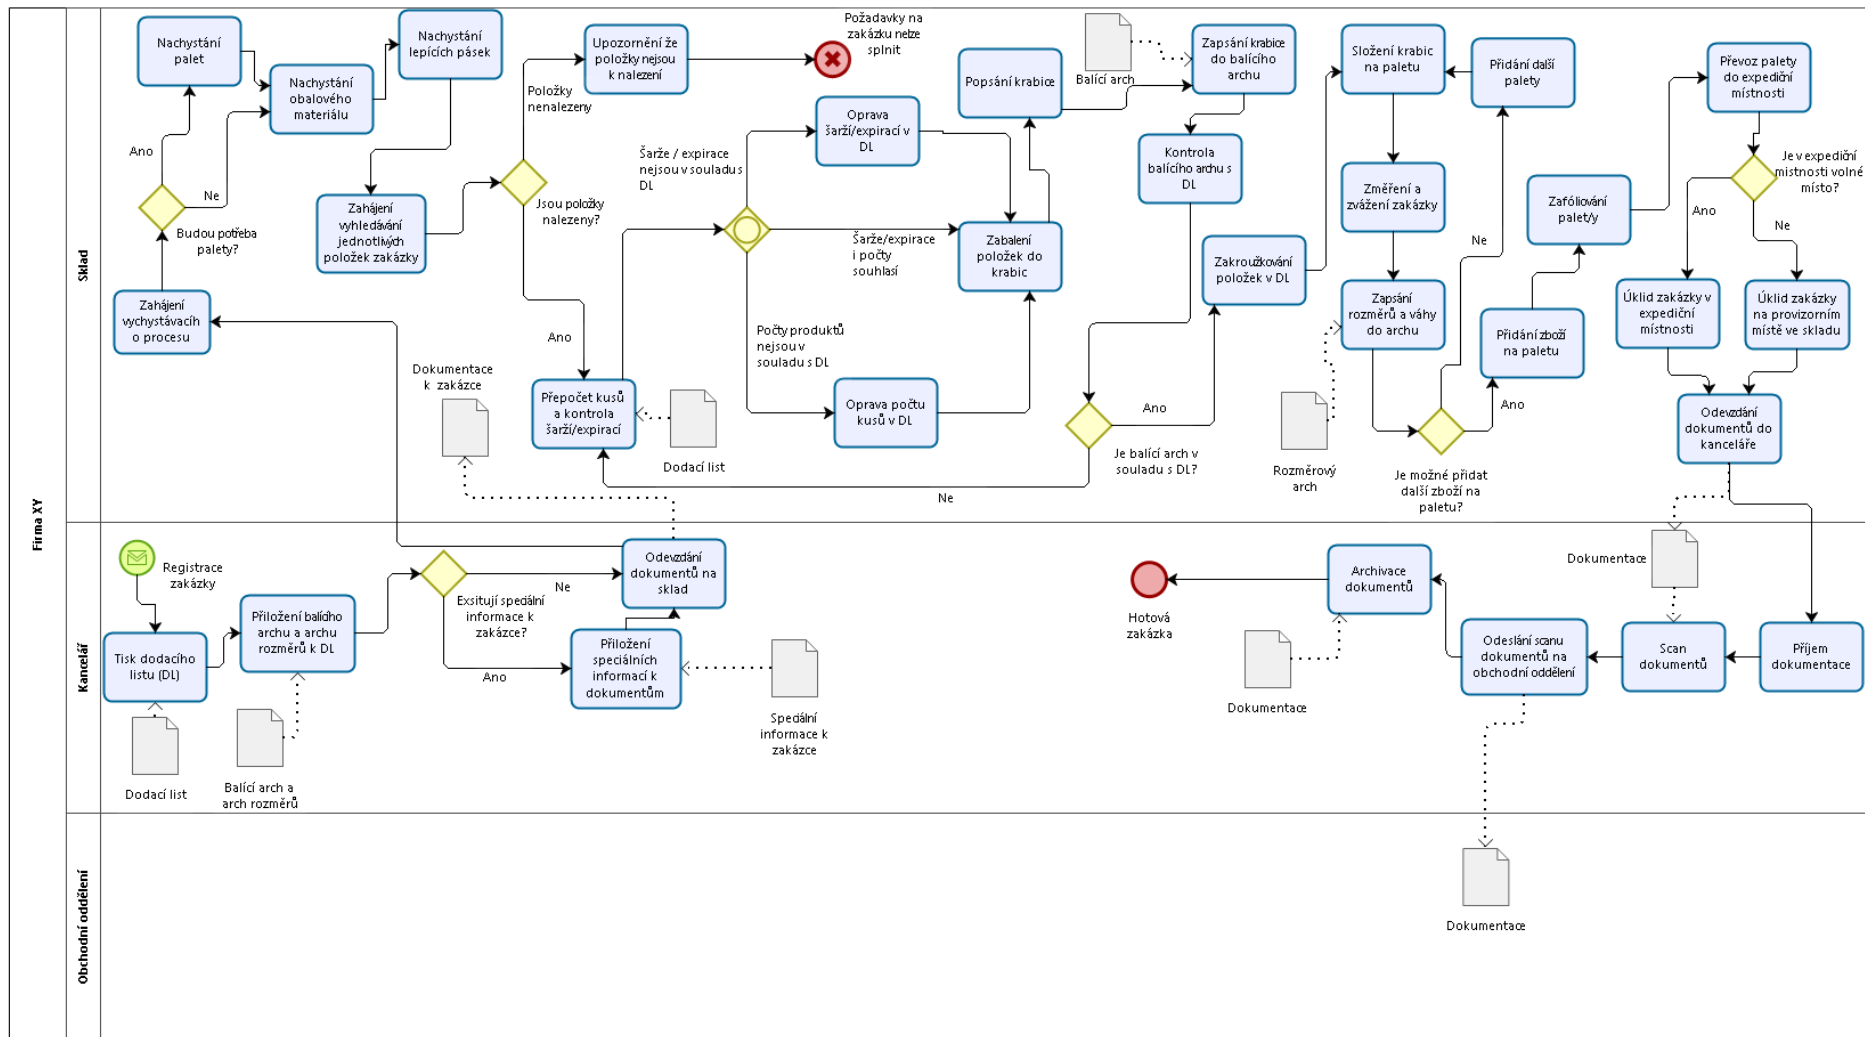 Firma XY
Sklad
Nachystání
palet
Nachystání
obalového
materiálu
Nachystání
lepících pásek
Ano
Ne
Budou potřeba
palety?
Zahájení
vychystávacíh
o procesu
Zahájení
vyhledávání
jednotlivých
položek zakázky
Upozornění že
položky nejsou
k nalezení
Požadavky na
zakázku nelze
splnit
Položky
nenalezeny
Jsou položky
nalezeny?
Ano
Šarže / expirace
nejsou v souladu s
DL
Oprava
šarží/expirací v
DL
Šarže/expirace
i počty
souhlasí
Počty produktů
nejsou v
souladu s DL
Oprava počtu
kusů v DL
Přepočet kusů
a kontrola
šarží/expirací
Dodací list
Dokumentace
k zakázce
Zabalení
položek do
krabic
Popsání krabice
Balící arch
Zapsání krabice
do balícího
archu
Kontrola
balícího archu s
DL
Je balící arch v
souladu s DL?
Ano
Ne
Zakroužkování
položek v DL
Složení krabic
na paletu
Přidání další
palety
Změření a
zvážení zakázky
Zapsání
rozměrů a váhy
do archu
Rozměrový
arch
Je možné přidat
další zboží na
paletu?
Ne
Ano
Přidání zboží
na paletu
Zafóliování
palet/y
Převoz palety
do expediční
místnosti
Je v expediční
mistnosti volné
místo?
Ano
Ne
Úklid zakázky v
expediční
místnosti
Úklid zakázky
na provizorním
místě ve skladu
Odevzdání
dokumentů do
kanceláře
Kancelář
Registrace
zakázky
Tisk dodacího
listu (DL)
Dodací list
Přiložení balícího
archu a archu
rozměrů k DL
Balící arch a
arch rozměrů
Exsitují speciální
informace k
zakázce?
Ne
Ano
Odevzdání
dokumentů na
sklad
Přiložení
speciálních
informací k
dokumentům
Speciální
informace k
zakázce
Hotová
zakázka
Archivace
dokumentů
Dokumentace
Odeslání scanu
dokumentů na
obchodní oddělení
Scan
dokumentů
Dokumentace
Příjem
dokumentace
Obchodní oddělení
Dokumentace